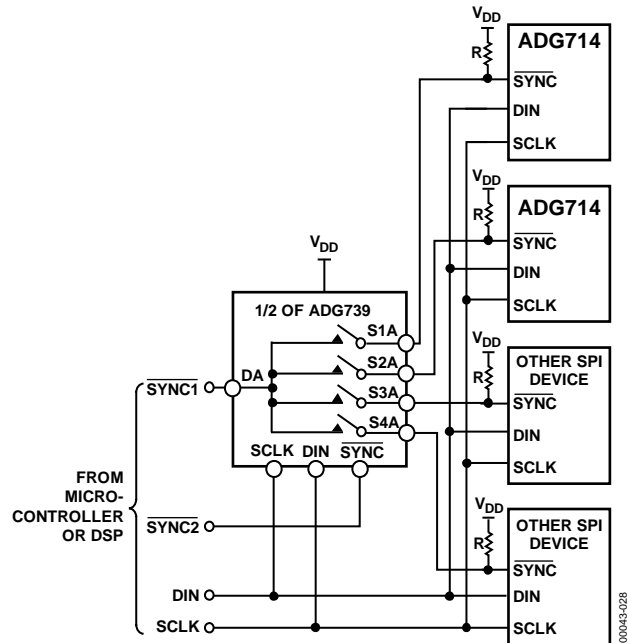 VDD
R
ADG714
SYNC
DIN
SCLK
VDD
R
ADG714
SYNC
DIN
SCLK
VDD
1/2 OF ADG739
S1A
S2A
S3A
S4A
DA
SCLK DIN SYNC
VDD
R
OTHER SPI
DEVICE
SYNC
DIN
SCLK
VDD
R
OTHER SPI
DEVICE
SYNC
DIN
SCLK
FROM
MICRO-
CONTROLLER
OR DSP
SYNC1
SYNC2
DIN
SCLK
00043-028